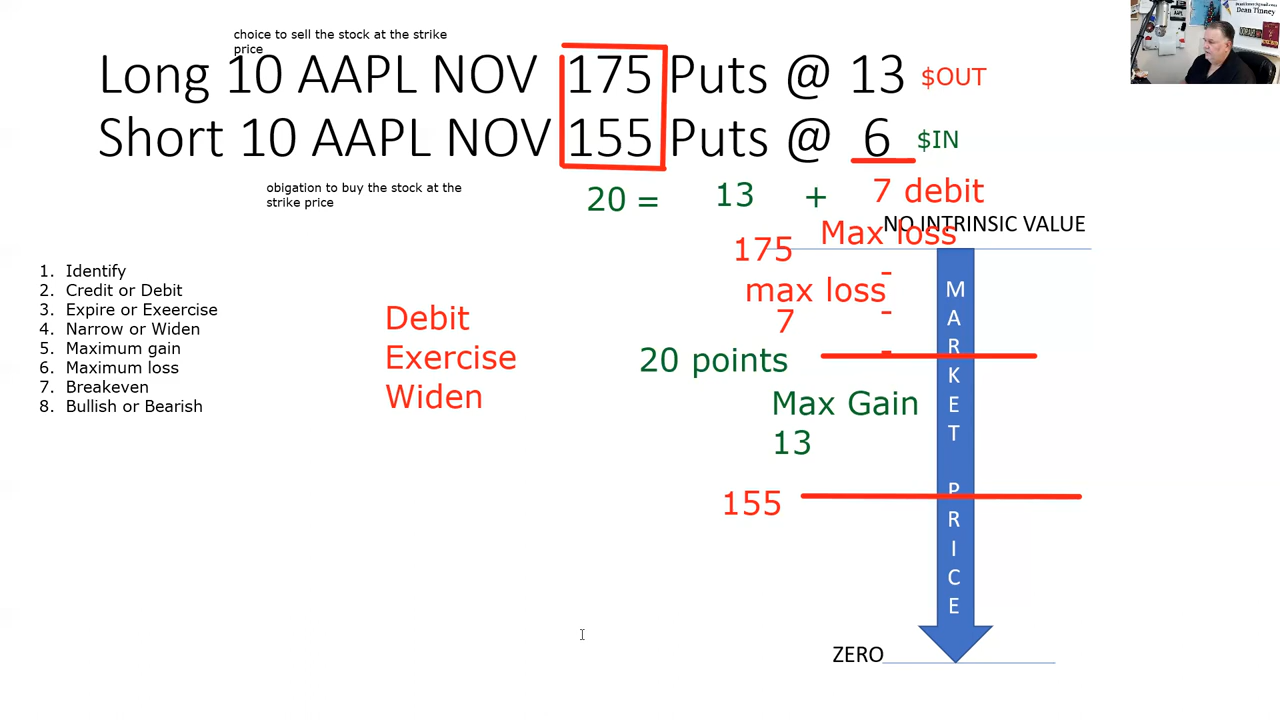 choice to sell the stock at the strike
price
Long 10 AAPL NOV 175 Puts @ 13 $OUT
Short 10 AAPL NOV 155 Puts @ 6 $IN
obigation to buy the stock at the
strike price
20 = 13 + 7 debit
NO INTRINSIC VALUE
Max loss
175
max loss
7
20 points
Max Gain
13
155
1. Identify
2. Credit or Debit
3. Expire or Exeercise
4. Narrow or Widen
5. Maximum gain
6. Maximum loss
7. Breakeven
8. Bullish or Bearish
Debit
Exercise
Widen
MARKET PRICE
ZERO
Dean Tinney